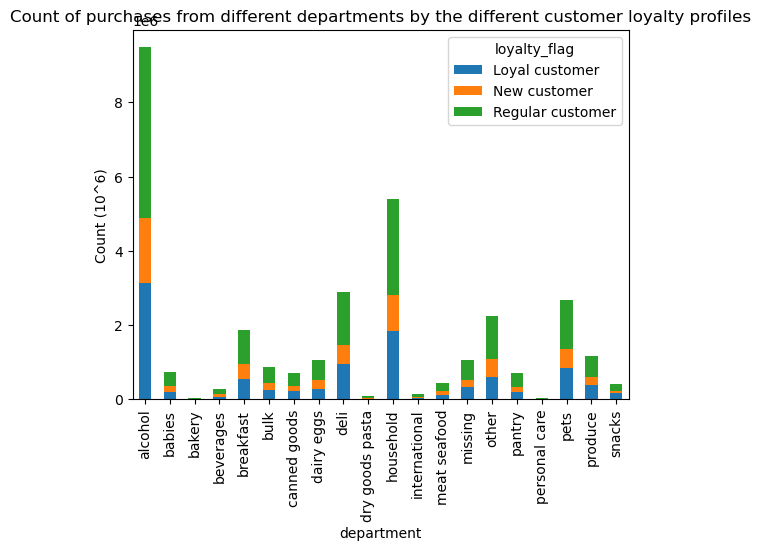 Count of purchases from different departments by the different customer loyalty profiles
1e6
loyalty_flag
Loyal customer
New customer
Regular customer
8
6
4
2
0
Count (10^6)
alcohol
babies
bakery
beverages
breakfast
bulk
canned goods
dairy eggs
deli
dry goods pasta
household
international
meat seafood
missing
other
pantry
personal care
pets
produce
snacks
department